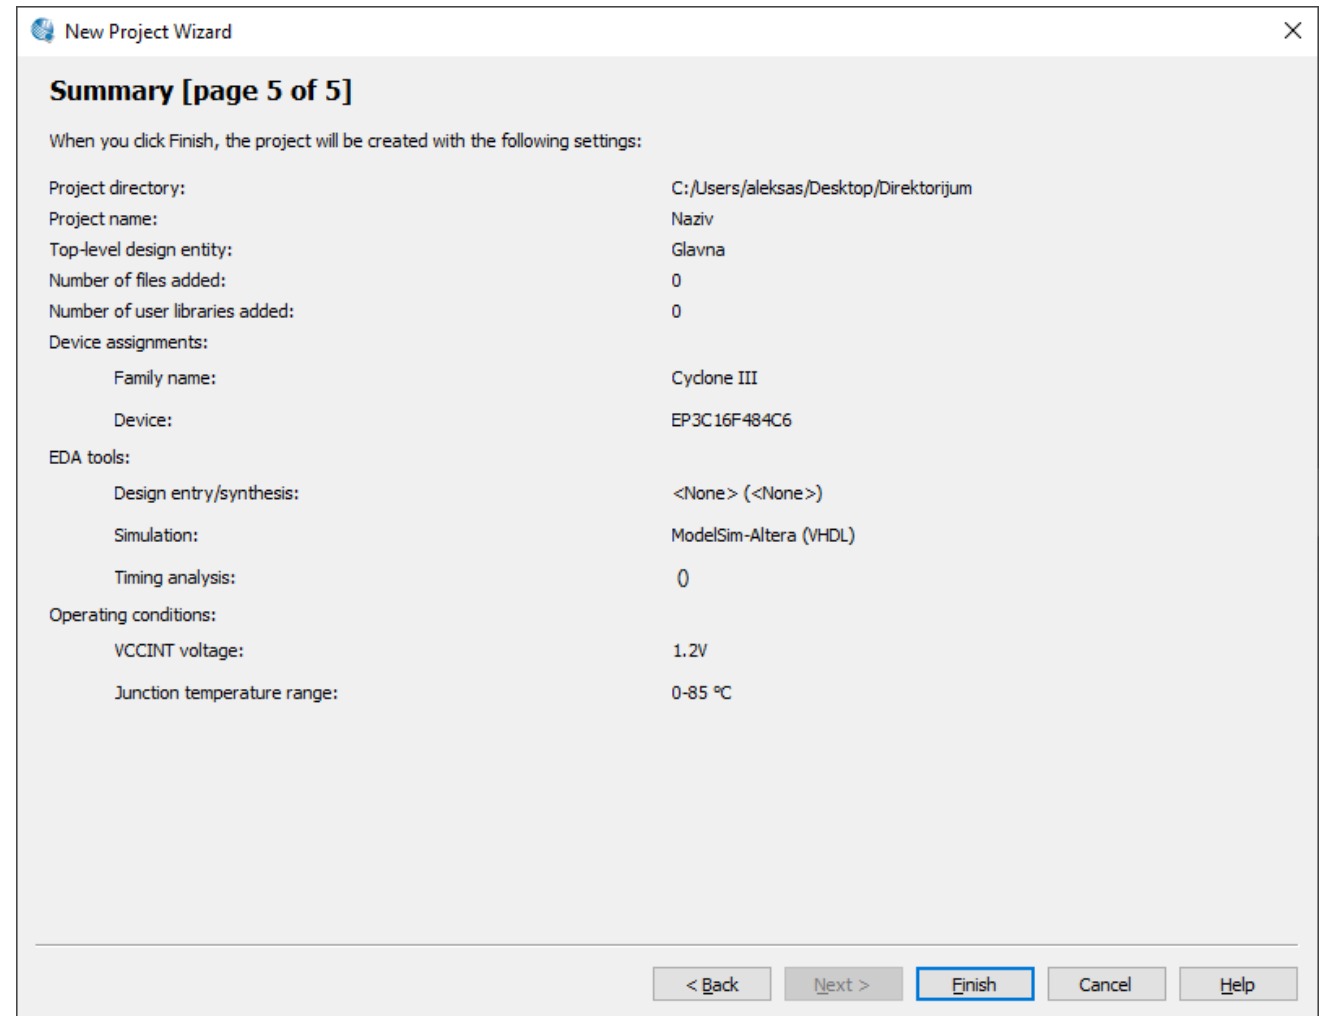 New Project Wizard
Summary [page 5 of 5]
When you click Finish, the project will be created with the following settings:
Project directory: C:/Users/aleksas/Desktop/Direktorijum
Project name: Naziv
Top-level design entity: Glavna
Number of files added: 0
Number of user libraries added: 0
Device assignments:
Family name: Cyclone III
Device: EP3C16F484C6
EDA tools:
Design entry/synthesis: <None> (<None>)
Simulation: ModelSim-Altera (VHDL)
Timing analysis: ()
Operating conditions:
VCCINT voltage: 1.2V
Junction temperature range: 0-85 ºC
< Back Next > Finish Cancel Help